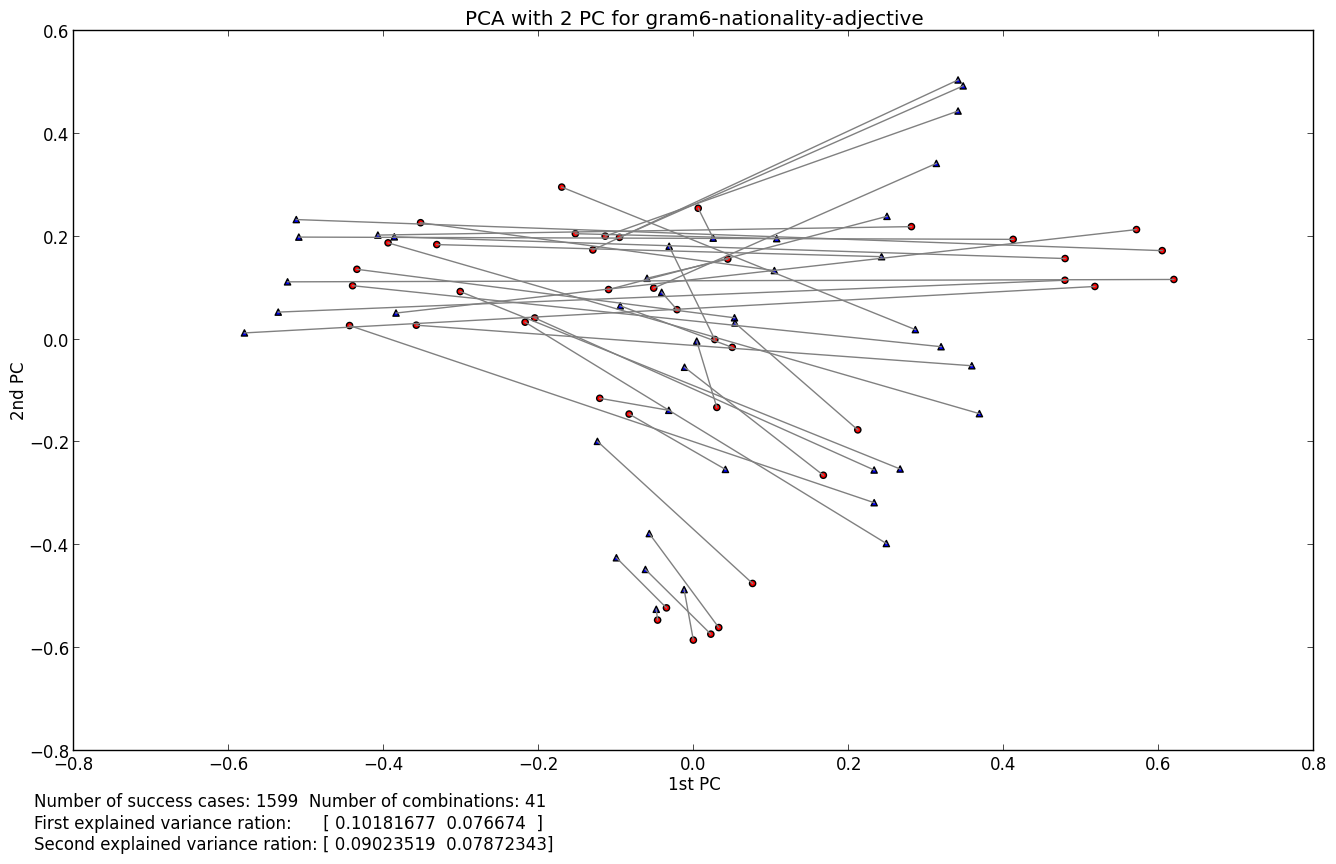 PCA with 2 PC for gram6-nationality-adjective
0.6
0.4
0.2
0.0
−0.2
−0.4
−0.6
−0.8
2nd PC
−0.8 −0.6 −0.4 −0.2 0.0 0.2 0.4 0.6 0.8
1st PC
Number of success cases: 1599 Number of combinations: 41
First explained variance ration: [ 0.10181677 0.076674 ]
Second explained variance ration: [ 0.09023519 0.07872343]